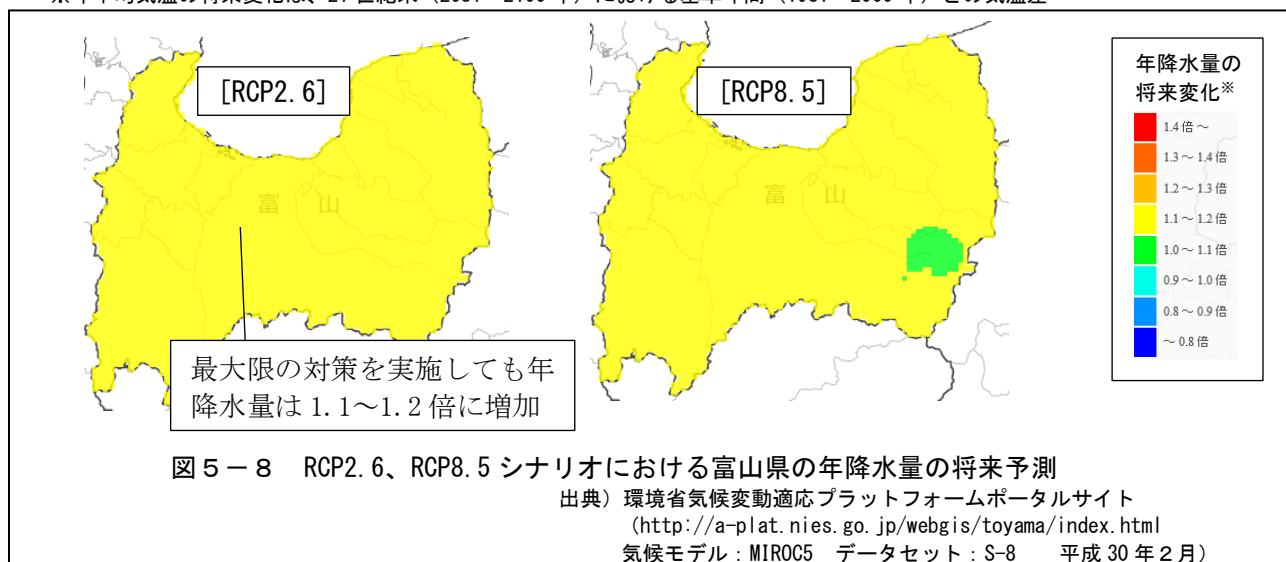 [RCP2.6]
[RCP8.5]
富山
富山
最大限の対策を実施しても年
降水量は1.1～1.2倍に増加
年降水量の
将来変化※
1.4倍～
1.3～1.4倍
1.2～1.3倍
1.1～1.2倍
1.0～1.1倍
0.9～1.0倍
0.8～0.9倍
～0.8倍
図５－８　RCP2.6、RCP8.5シナリオにおける富山県の年降水量の将来予測
出典）環境省気候変動適応プラットフォームポータルサイト
(http://a-plat.nies.go.jp/webgis/toyama/index.html
気候モデル：MIROC5　データセット：S-8　　平成30年２月)